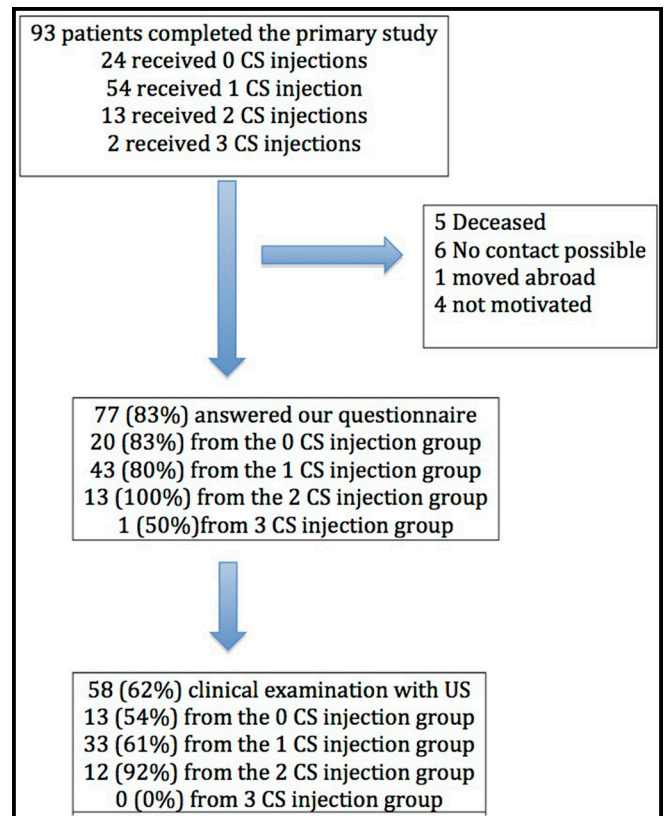 93 patients completed the primary study
24 received 0 CS injections
54 received 1 CS injection
13 received 2 CS injections
2 received 3 CS injections
5 Deceased
6 No contact possible
1 moved abroad
4 not motivated
77 (83%) answered our questionnaire
20 (83%) from the 0 CS injection group
43 (80%) from the 1 CS injection group
13 (100%) from the 2 CS injection group
1 (50%)from 3 CS injection group
58 (62%) clinical examination with US
13 (54%) from the 0 CS injection group
33 (61%) from the 1 CS injection group
12 (92%) from the 2 CS injection group
0 (0%) from 3 CS injection group